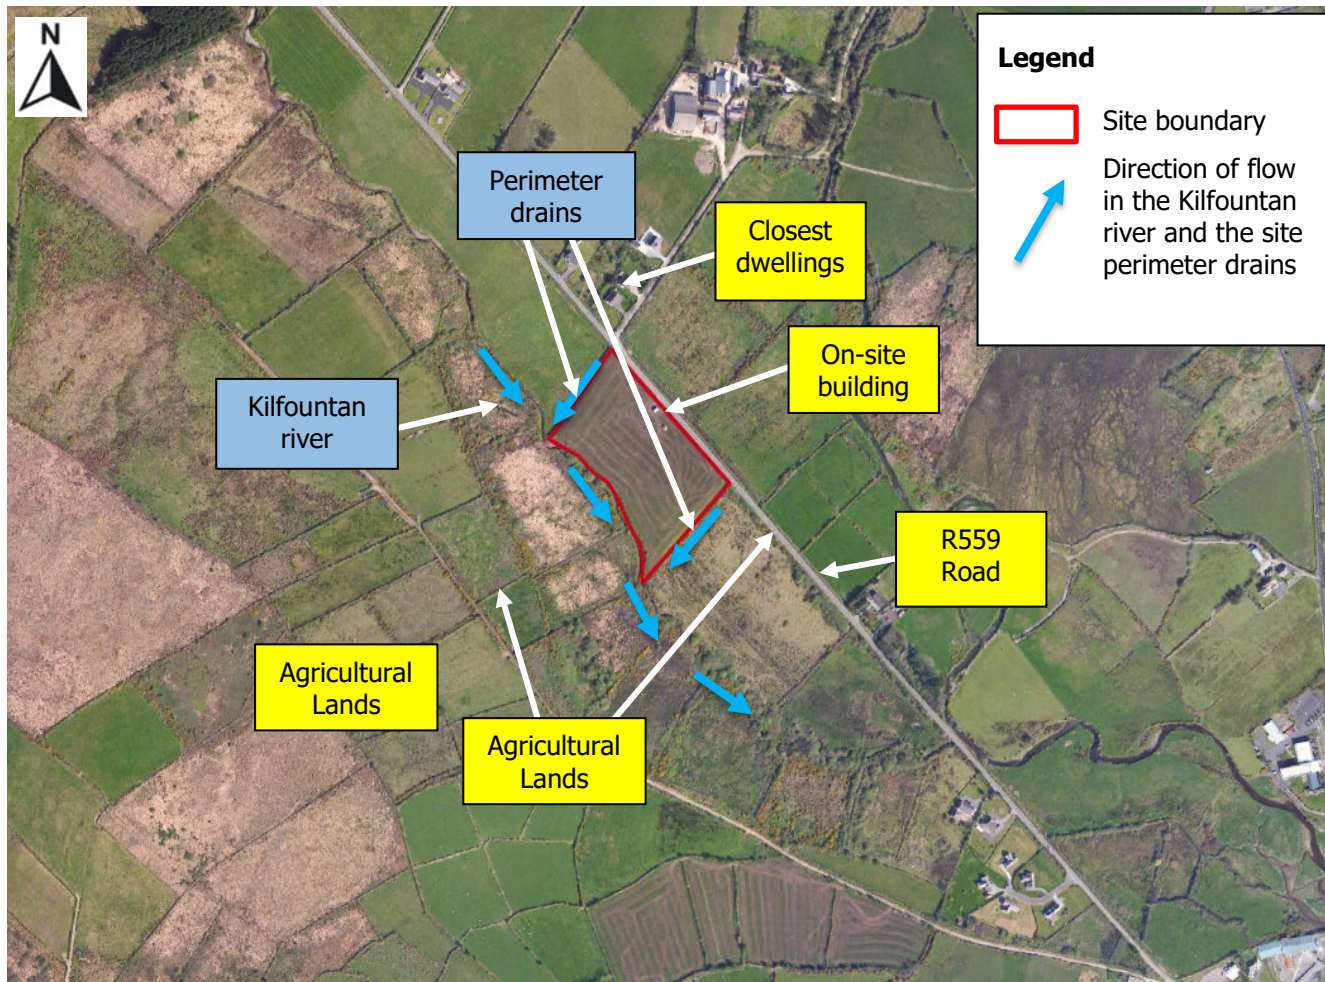 N
Legend
Site boundary
Direction of flow
in the Kilfountan
river and the site
perimeter drains
Perimeter
drains
Closest
dwellings
On-site
building
Kilfountan
river
R559
Road
Agricultural
Lands
Agricultural
Lands